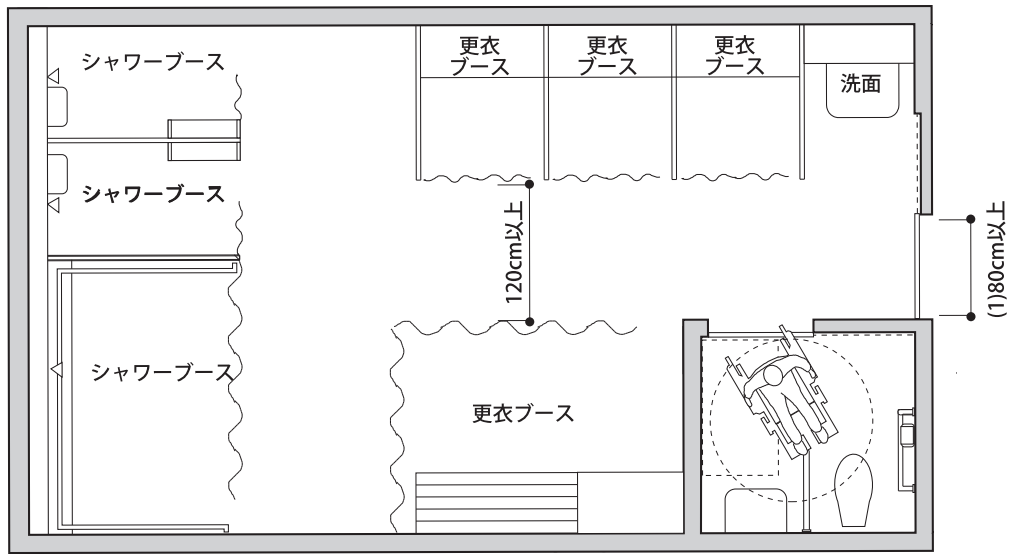 シャワーブース
更衣
ブース
更衣
ブース
更衣
ブース
洗面
シャワーブース
120cm以上
(1)80cm以上
シャワーブース
更衣ブース